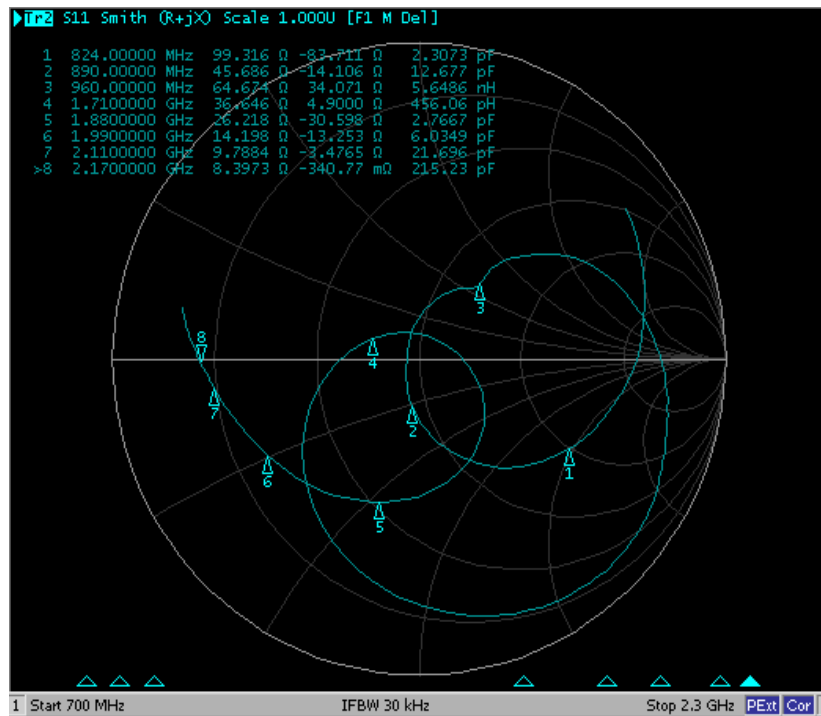 Tr2 S11 Smith (R+jX) Scale 1.000U [F1 M Del]
1 824.00000 MHz 99.316 Ω -83.711 Ω 2.3073 pF
2 890.00000 MHz 45.686 Ω -14.106 Ω 12.677 pF
3 960.00000 MHz 64.674 Ω 34.071 Ω 5.6486 nH
4 1.7100000 GHz 36.646 Ω 4.9000 Ω 456.06 pH
5 1.8800000 GHz 26.218 Ω -30.598 Ω 2.7667 pF
6 1.9900000 GHz 14.198 Ω -13.253 Ω 6.0349 pF
7 2.1100000 GHz 9.7884 Ω -3.4765 Ω 21.696 pF
>8 2.1700000 GHz 8.3973 Ω -340.77 mΩ 215.23 pF
3
8
4
7
2
1
6
5
1 Start 700 MHz IFBW 30 kHz Stop 2.3 GHz PExt Cor